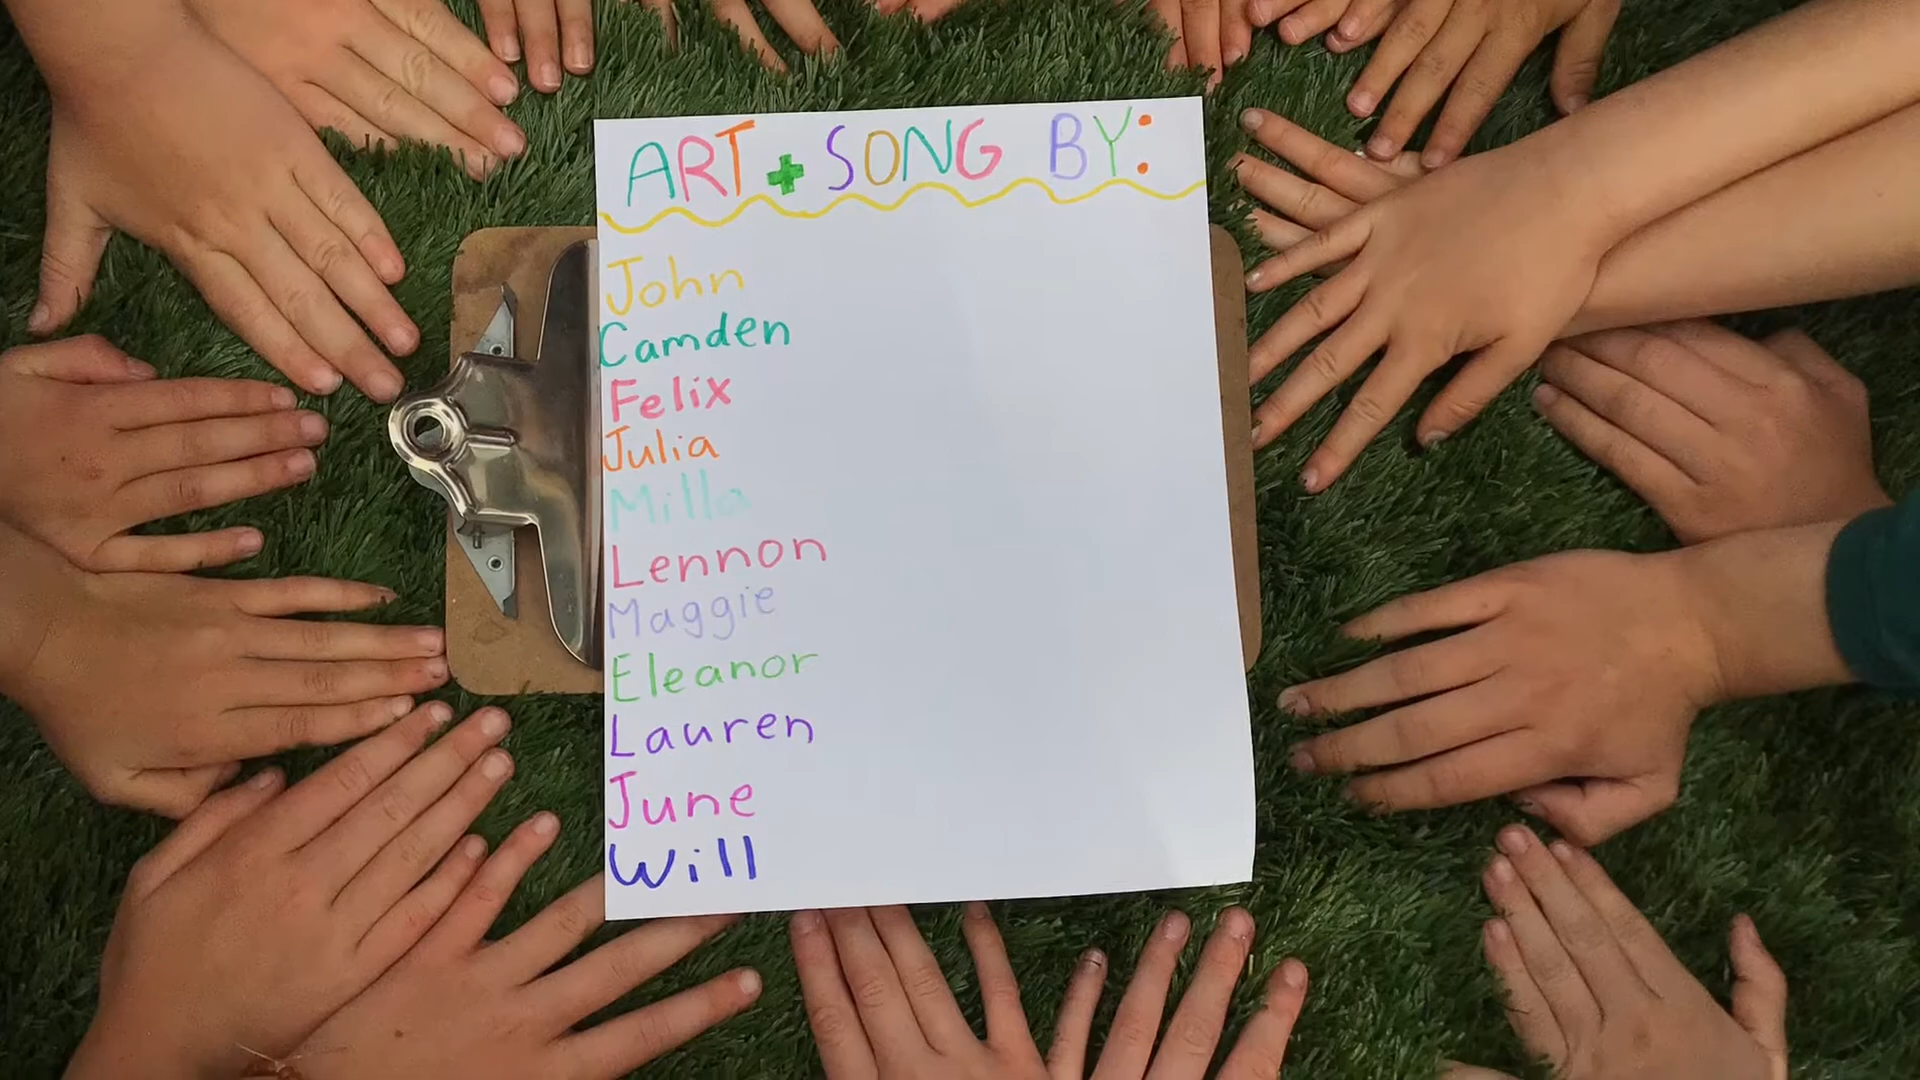 ART + SONG BY:
John
Camden
Felix
Julia
Milla
Lennon
Maggie
Eleanor
Lauren
June
Will